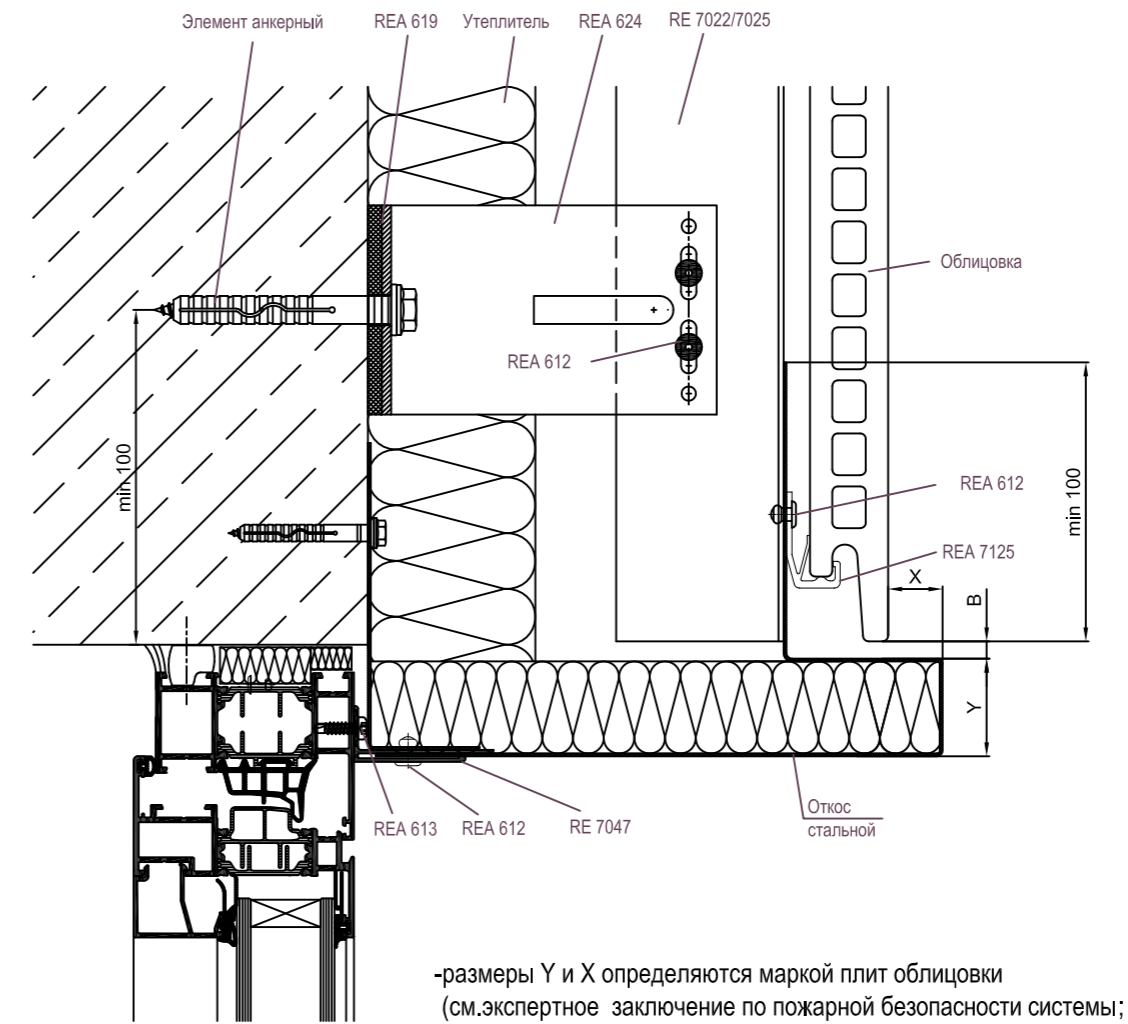 Элемент анкерный
REA 619
Утеплитель
REA 624
RE 7022/7025
Облицовка
REA 612
min 100
min 100
REA 612
REA 7125
X
B
Y
REA 613
REA 612
RE 7047
Откос
стальной
-размеры Y и X определяются маркой плит облицовки
(см.экспертное заключение по пожарной безопасности системы;